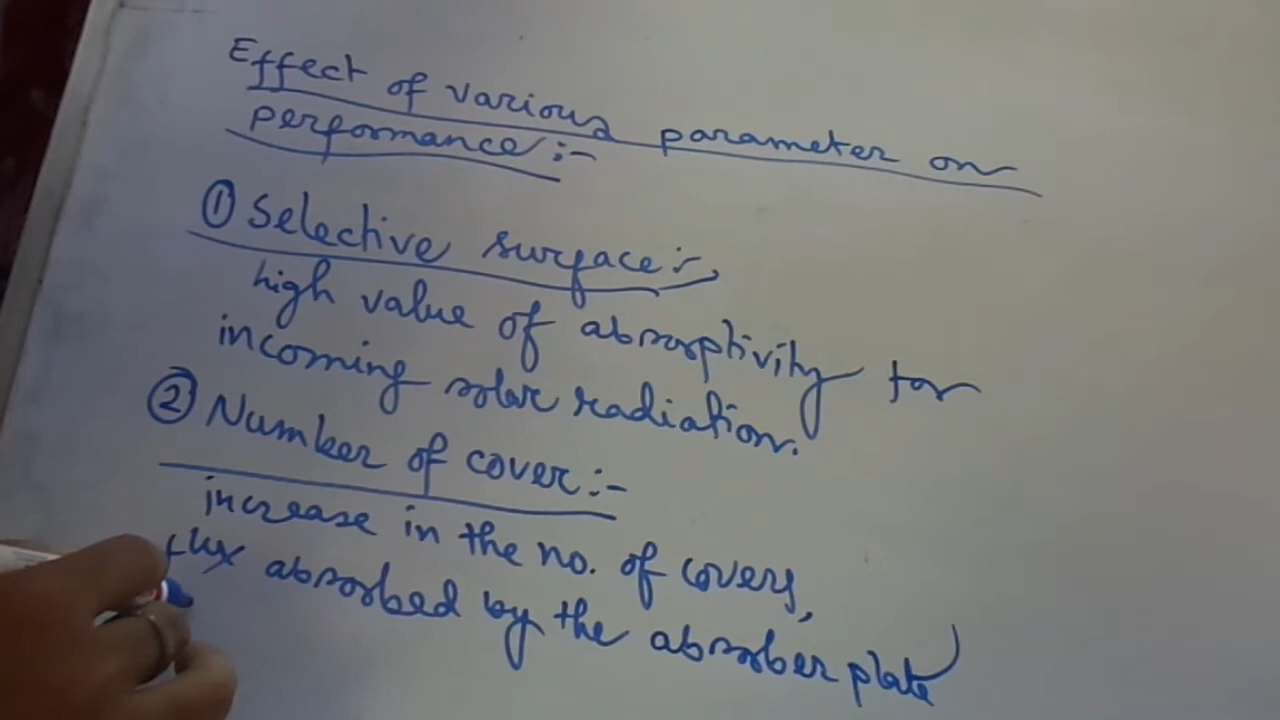 Effect of various parameter on
performance :-
① Selective surface :-
high value of absorptivity for
incoming solar radiation.
② Number of cover :-
increase in the no. of covers,
flux absorbed by the absorber plate